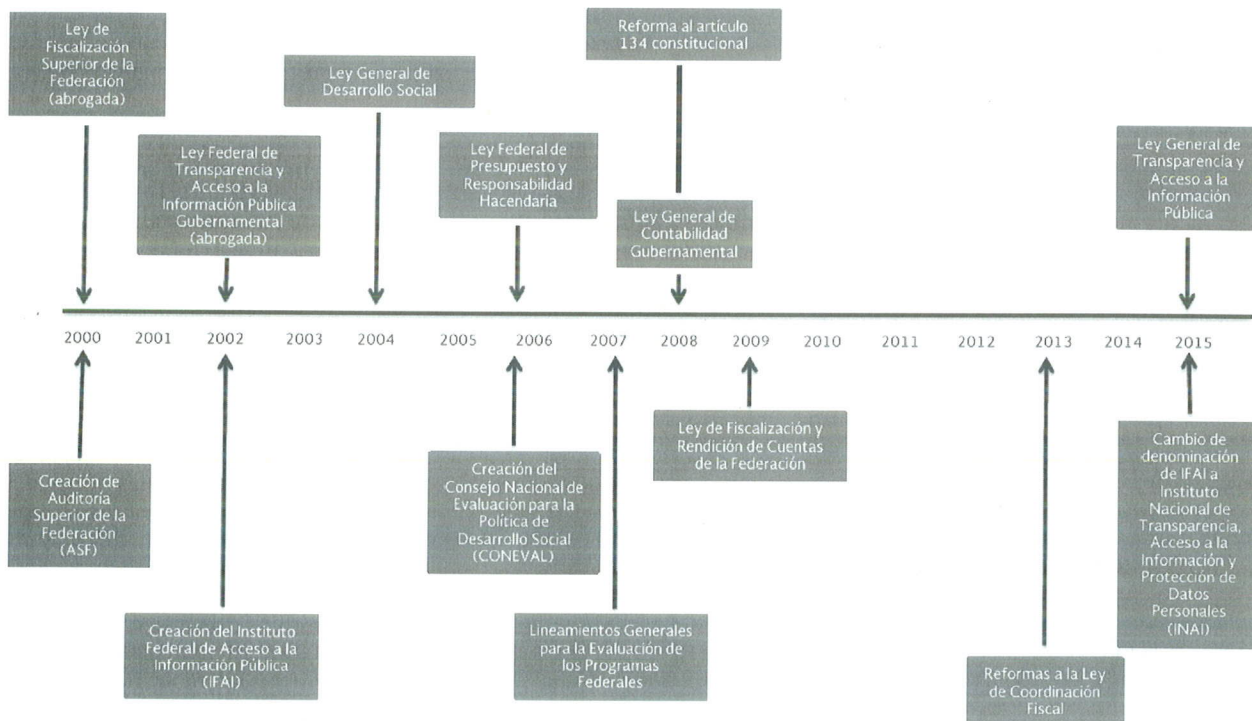 Ley de
Fiscalización
Superior de la
Federación
(abrogada)
Ley Federal de
Transparencia y
Acceso a la
Información Pública
Gubernamental
(abrogada)
Ley General de
Desarrollo Social
Ley Federal de
Presupuesto y
Responsabilidad
Hacendaria
Reforma al artículo
134 constitucional
Ley General de
Contabilidad
Gubernamental
Ley General de
Transparencia y
Acceso a la
Información
Pública
2000 2001 2002 2003 2004 2005 2006 2007 2008 2009 2010 2011 2012 2013 2014 2015
Creación de
Auditoría
Superior de la
Federación
(ASF)
Creación del Instituto
Federal de Acceso a la
Información Pública
(IFAI)
Creación del
Consejo Nacional de
Evaluación para la
Política de
Desarrollo Social
(CONEVAL)
Lineamientos Generales
para la Evaluación de
los Programas
Federales
Ley de Fiscalización y
Rendición de Cuentas
de la Federación
Reformas a la Ley
de Coordinación
Fiscal
Cambio de
denominación
de IFAI a
Instituto
Nacional de
Transparencia,
Acceso a la
Información y
Protección de
Datos
Personales
(INAI)